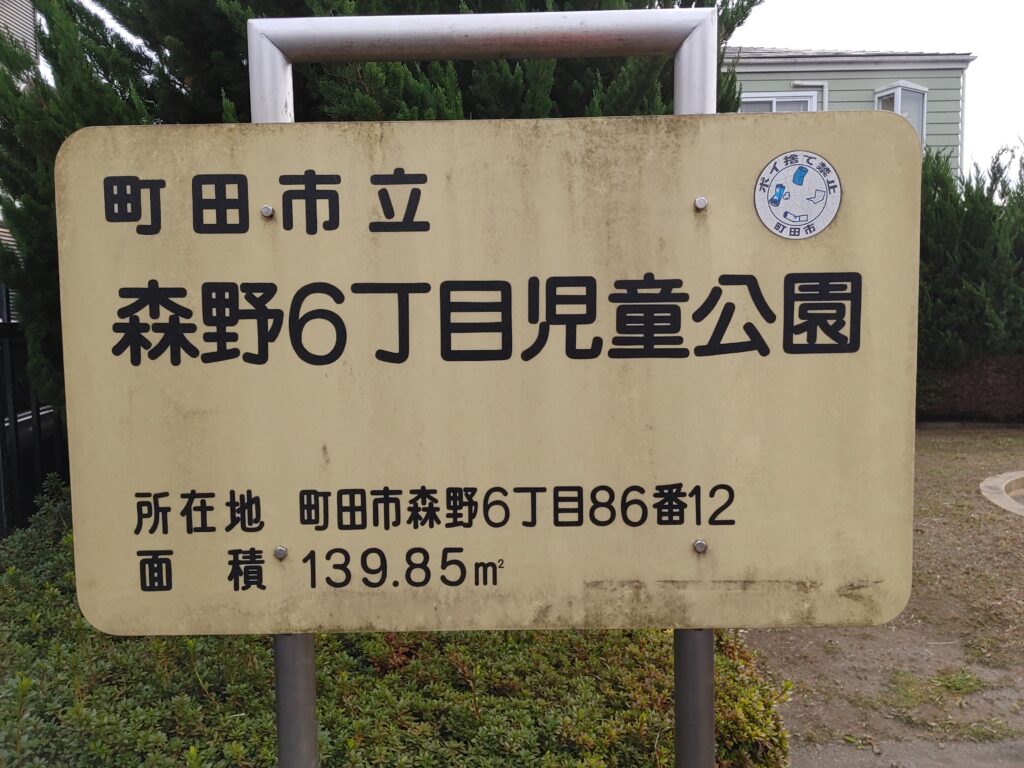 町田市立
ポイ捨て禁止
町田市
森野6丁目児童公園
所在地 町田市森野6丁目86番12
面 積 139.85㎡